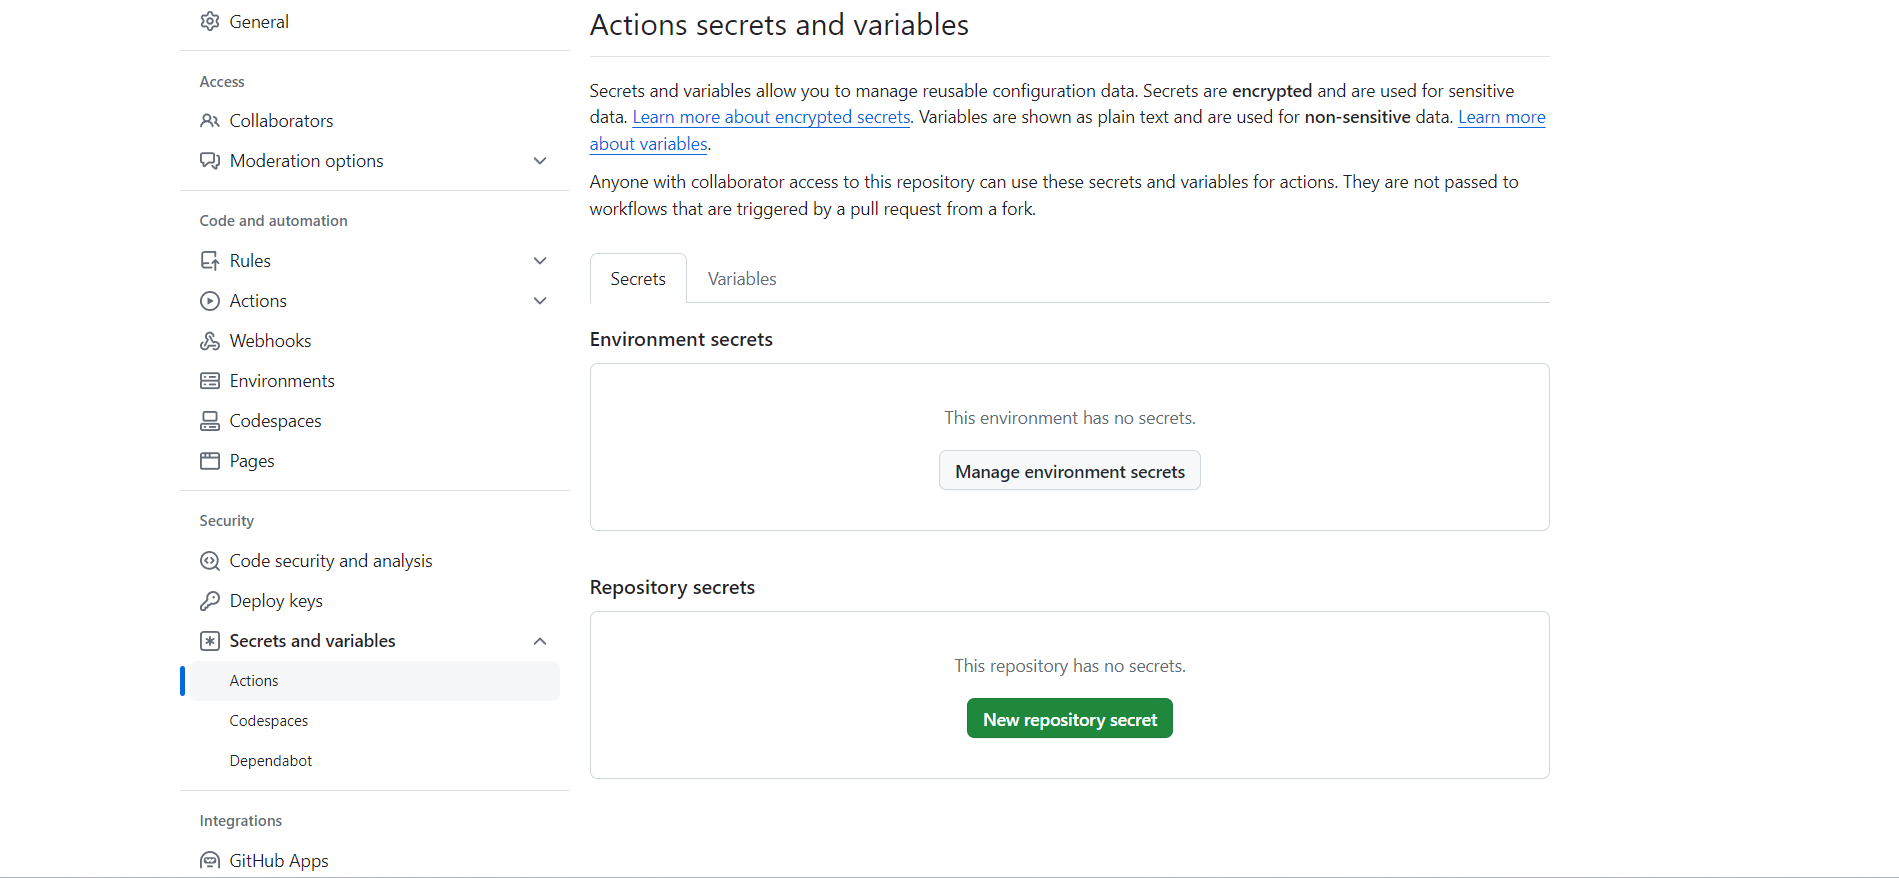 General
Access
Collaborators
Moderation options
Code and automation
Rules
Actions
Webhooks
Environments
Codespaces
Pages
Security
Code security and analysis
Deploy keys
Secrets and variables
Actions
Codespaces
Dependabot
Integrations
GitHub Apps
Actions secrets and variables
Secrets and variables allow you to manage reusable configuration data. Secrets are encrypted and are used for sensitive
data. Learn more about encrypted secrets. Variables are shown as plain text and are used for non-sensitive data. Learn more
about variables.
Anyone with collaborator access to this repository can use these secrets and variables for actions. They are not passed to
workflows that are triggered by a pull request from a fork.
Secrets Variables
Environment secrets
This environment has no secrets.
Manage environment secrets
Repository secrets
This repository has no secrets.
New repository secret